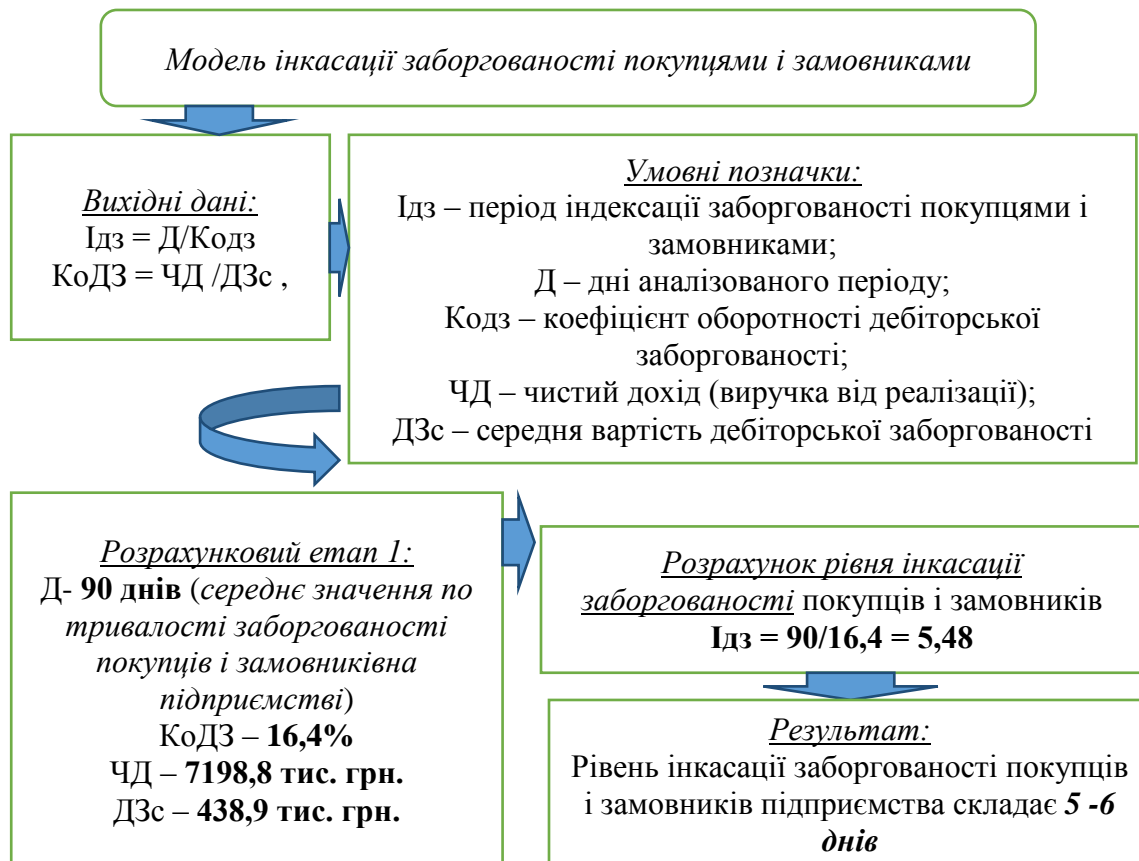 Модель інкасації заборгованості покупцями і замовниками
Вихідні дані:
Ідз = Д/Кодз
КоДЗ = ЧД /ДЗс ,
Умовні позначки:
Ідз – період індексації заборгованості покупцями і
замовниками;
Д – дні аналізованого періоду;
Кодз – коефіцієнт оборотності дебіторської
заборгованості;
ЧД – чистий дохід (виручка від реалізації);
ДЗс – середня вартість дебіторської заборгованості
Розрахунковий етап 1:
Д- 90 днів (середнє значення по
тривалості заборгованості
покупців і замовниківна
підприємстві)
КоДЗ – 16,4%
ЧД – 7198,8 тис. грн.
ДЗс – 438,9 тис. грн.
Розрахунок рівня інкасації
заборгованості покупців і замовників
Ідз = 90/16,4 = 5,48
Результат:
Рівень інкасації заборгованості покупців
і замовників підприємства складає 5 -6
днів